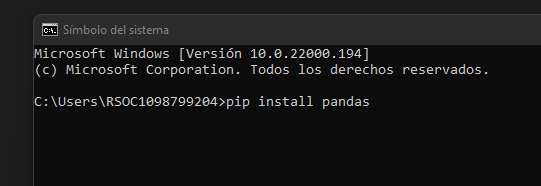 Símbolo del sistema
Microsoft Windows [Versión 10.0.22000.194]
(c) Microsoft Corporation. Todos los derechos reservados.
C:\Users\RSOC1098799204>pip install pandas